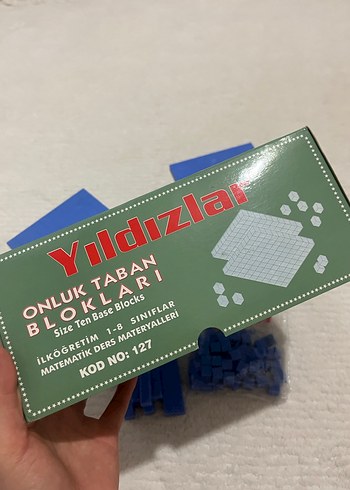 Yıldızlar
ONLUK TABAN
BLOKLARI
Size Ten Base Blocks
İLKÖĞRETİM 1-8 SINIFLAR
MATEMATİK DERS MATERYALLERİ
KOD NO: 127